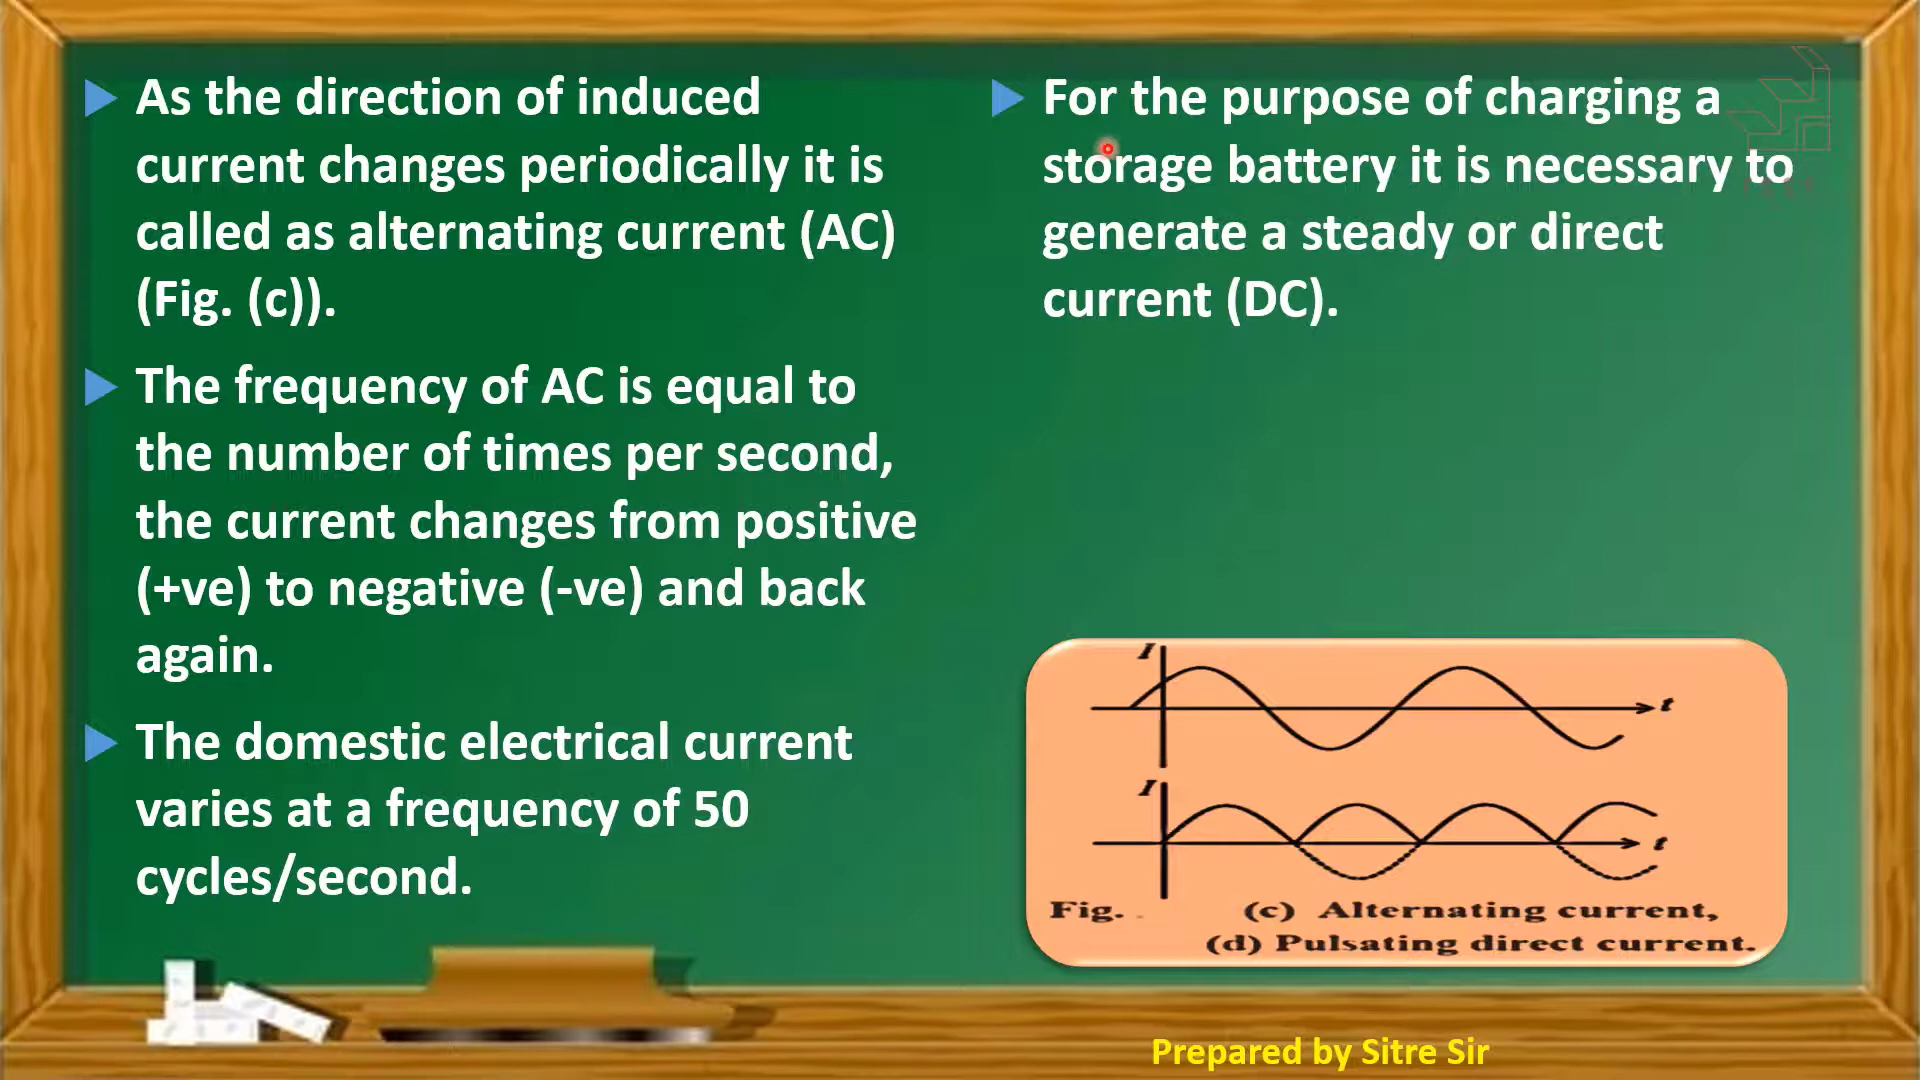 As the direction of induced
current changes periodically it is
called as alternating current (AC)
(Fig. (c)).
The frequency of AC is equal to
the number of times per second,
the current changes from positive
(+ve) to negative (-ve) and back
again.
The domestic electrical current
varies at a frequency of 50
cycles/second.
For the purpose of charging a
storage battery it is necessary to
generate a steady or direct
current (DC).
I
t
I
t
Fig. (c) Alternating current,
(d) Pulsating direct current.
Prepared by Sitre Sir